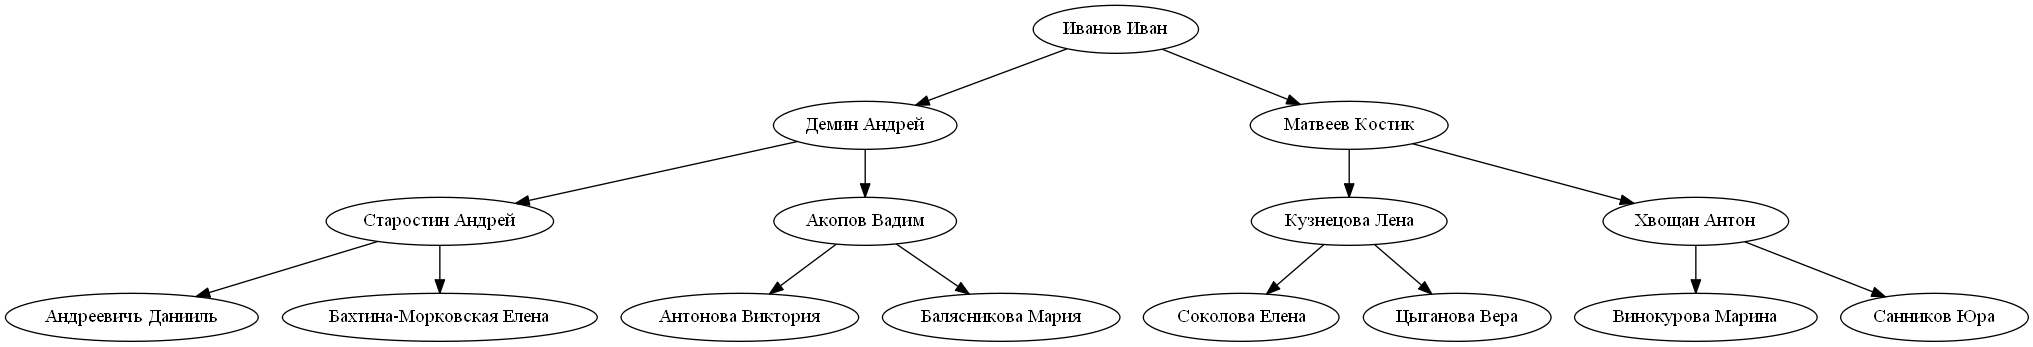 Иванов Иван
Демин Андрей
Матвеев Костик
Старостин Андрей
Акопов Вадим
Кузнецова Лена
Хвощан Антон
Андреевичь Данииль
Бахтина-Морковская Елена
Антонова Виктория
Балясникова Мария
Соколова Елена
Цыганова Вера
Винокурова Марина
Санников Юра